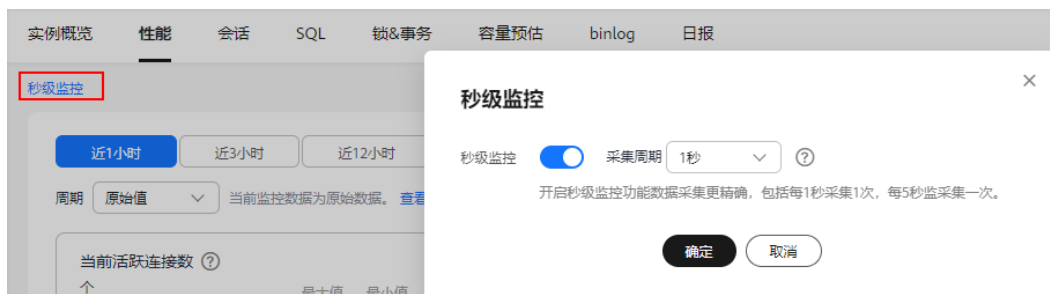 实例概览 性能 会话 SQL 锁&事务 容量预估 binlog 日报
秒级监控
近1小时 近3小时 近12小时
周期 原始值 当前监控数据为原始数据。 查看
当前活跃连接数
个
最大值 最小值
秒级监控
秒级监控 采集周期 1秒
开启秒级监控功能数据采集更精确，包括每1秒采集1次，每5秒监采集一次。
确定 取消